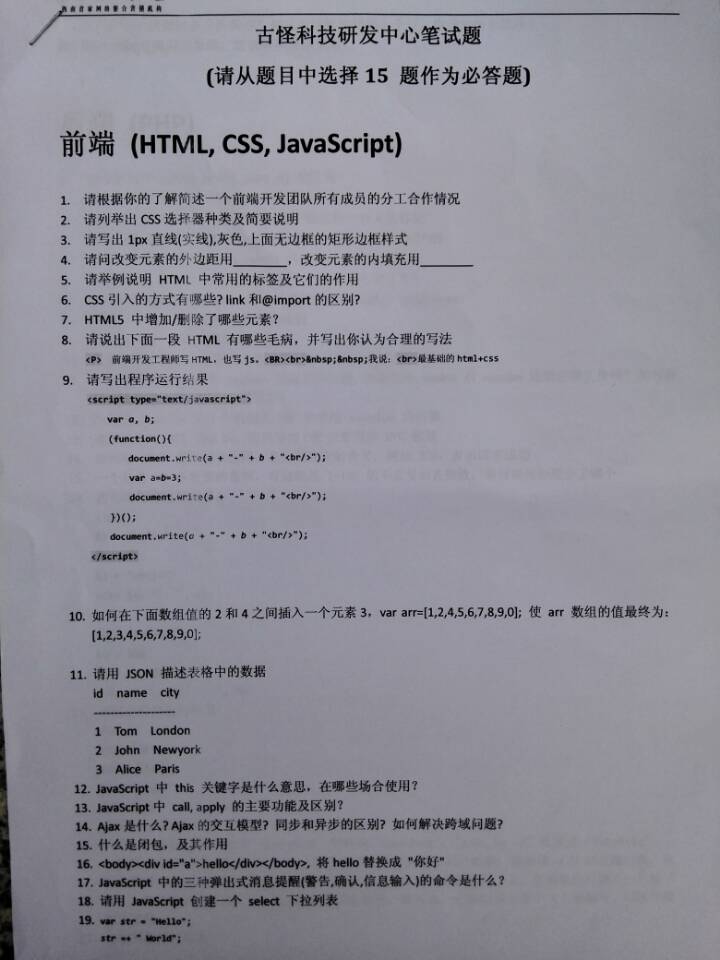 古怪科技研发中心笔试题
(请从题目中选择 15 题作为必答题)
前端 (HTML, CSS, JavaScript)
1. 请根据你的了解简述一个前端开发团队所有成员的分工合作情况
2. 请列举出 CSS 选择器种类及简要说明
3. 请写出 1px 直线(实线),灰色,上面无边框的矩形边框样式
4. 请问改变元素的外边距用________，改变元素的内填充用________
5. 请举例说明 HTML 中常用的标签及它们的作用
6. CSS 引入的方式有哪些? link 和@import 的区别?
7. HTML5 中增加/删除了哪些元素？
8. 请说出下面一段 HTML 有哪些毛病，并写出你认为合理的写法
<P> 前端开发工程师写 HTML，也写 js。<BR><br>&nbsp;&nbsp;我说：<br>最基础的 html+css
9. 请写出程序运行结果
<script type="text/javascript">
var a, b;
(function(){
document.write(a + "-" + b + "<br/>");
var a=b=3;
document.write(a + "-" + b + "<br/>");
})();
document.write(a + "-" + b + "<br/>");
</script>
10. 如何在下面数组值的 2 和 4 之间插入一个元素 3，var arr=[1,2,4,5,6,7,8,9,0]; 使 arr 数组的值最终为：
[1,2,3,4,5,6,7,8,9,0];
11. 请用 JSON 描述表格中的数据
id name city
--------------------
1 Tom London
2 John Newyork
3 Alice Paris
12. JavaScript 中 this 关键字是什么意思，在哪些场合使用？
13. JavaScript 中 call, apply 的主要功能及区别？
14. Ajax 是什么? Ajax 的交互模型? 同步和异步的区别? 如何解决跨域问题?
15. 什么是闭包，及其作用
16. <body><div id="a">hello</div></body>, 将 hello 替换成 "你好"
17. JavaScript 中的三种弹出式消息提醒(警告,确认,信息输入)的命令是什么？
18. 请用 JavaScript 创建一个 select 下拉列表
19. var str = "Hello";
str += " World";